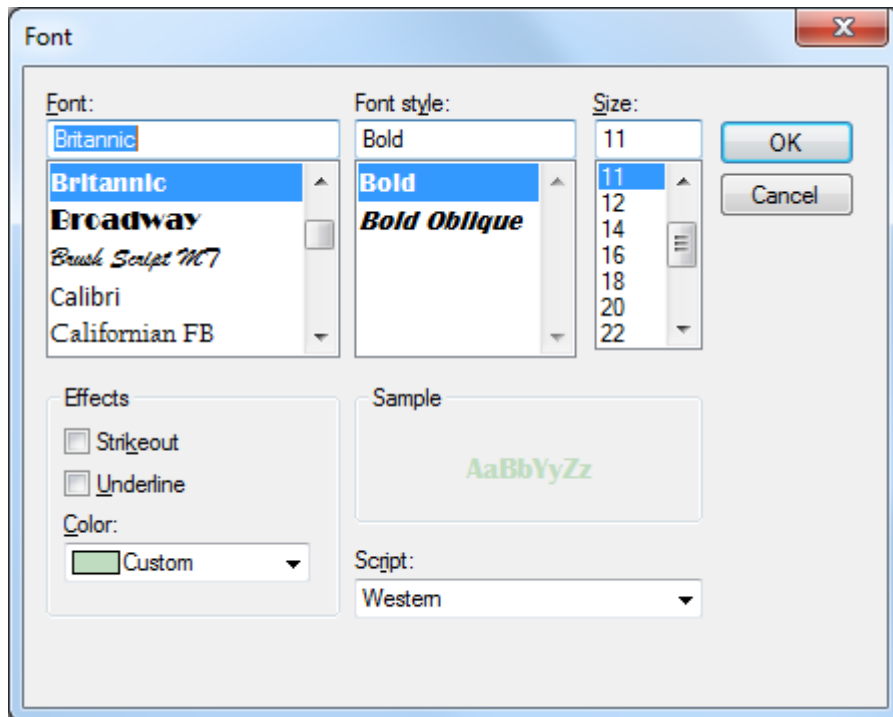 Font
Font:
Font style:
Size:
Britannic
Bold
11
OK
Cancel
Britannic
Broadway
Brush Script MT
Calibri
Californian FB
Bold
Bold Oblique
11
12
14
16
18
20
22
Effects
Strikeout
Underline
Color:
Custom
Sample
AaBbYyZz
Script:
Western